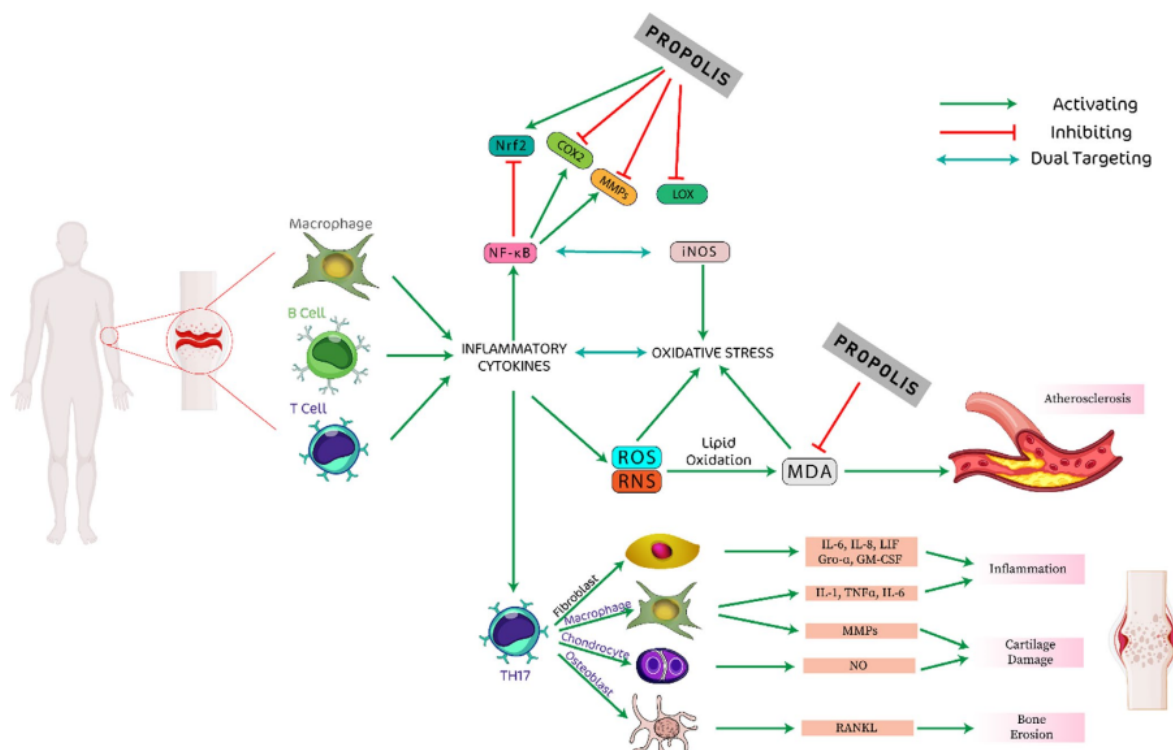 PROPOLIS
Activating
Inhibiting
Dual Targeting
Nrf2
COX2
MMPs
LOX
Macrophage
NF-κB
iNOS
B Cell
INFLAMMATORY
CYTOKINES
OXIDATIVE STRESS
PROPOLIS
T Cell
Atherosclerosis
ROS
RNS
Lipid
Oxidation
MDA
Fibroblast
IL-6, IL-8, LIF
Gro-α, GM-CSF
Inflammation
Macrophage
IL-1, TNFα, IL-6
MMPs
Chondrocyte
Cartilage
Damage
NO
TH17
Osteoblast
RANKL
Bone
Erosion